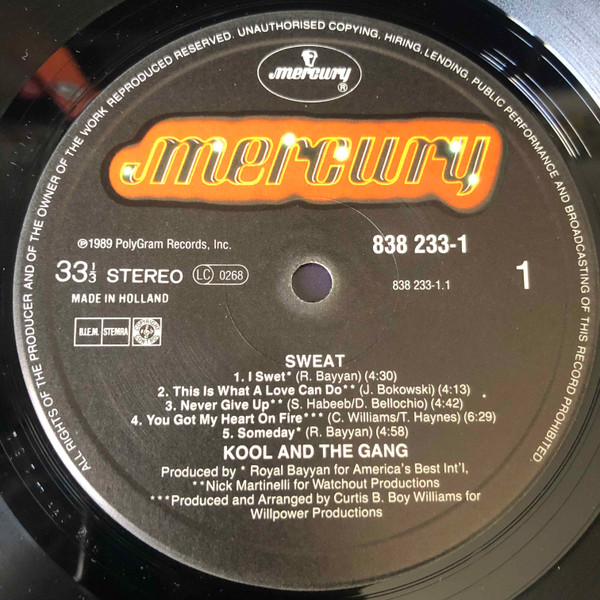 ALL RIGHTS OF THE PRODUCER AND OF THE OWNER OF THE WORK REPRODUCED RESERVED. UNAUTHORISED COPYING, HIRING, LENDING, PUBLIC PERFORMANCE AND BROADCASTING OF THIS RECORD PROHIBITED.
mercury
®
mercury
℗1989 PolyGram Records, Inc.
838 233-1
33 1/3 STEREO LC 0268
838 233-1.1
1
MADE IN HOLLAND
B.I.E.M. STEMRA
SWEAT
1. I Swet* (R. Bayyan) (4:30)
2. This Is What A Love Can Do** (J. Bokowski) (4:13)
3. Never Give Up** (S. Habeeb/D. Bellochio) (4:42)
4. You Got My Heart On Fire*** (C. Williams/T. Haynes) (6:29)
5. Someday* (R. Bayyan) (4:58)
KOOL AND THE GANG
Produced by * Royal Bayyan for America's Best Int'l,
**Nick Martinelli for Watchout Productions
***Produced and Arranged by Curtis B. Boy Williams for
Willpower Productions